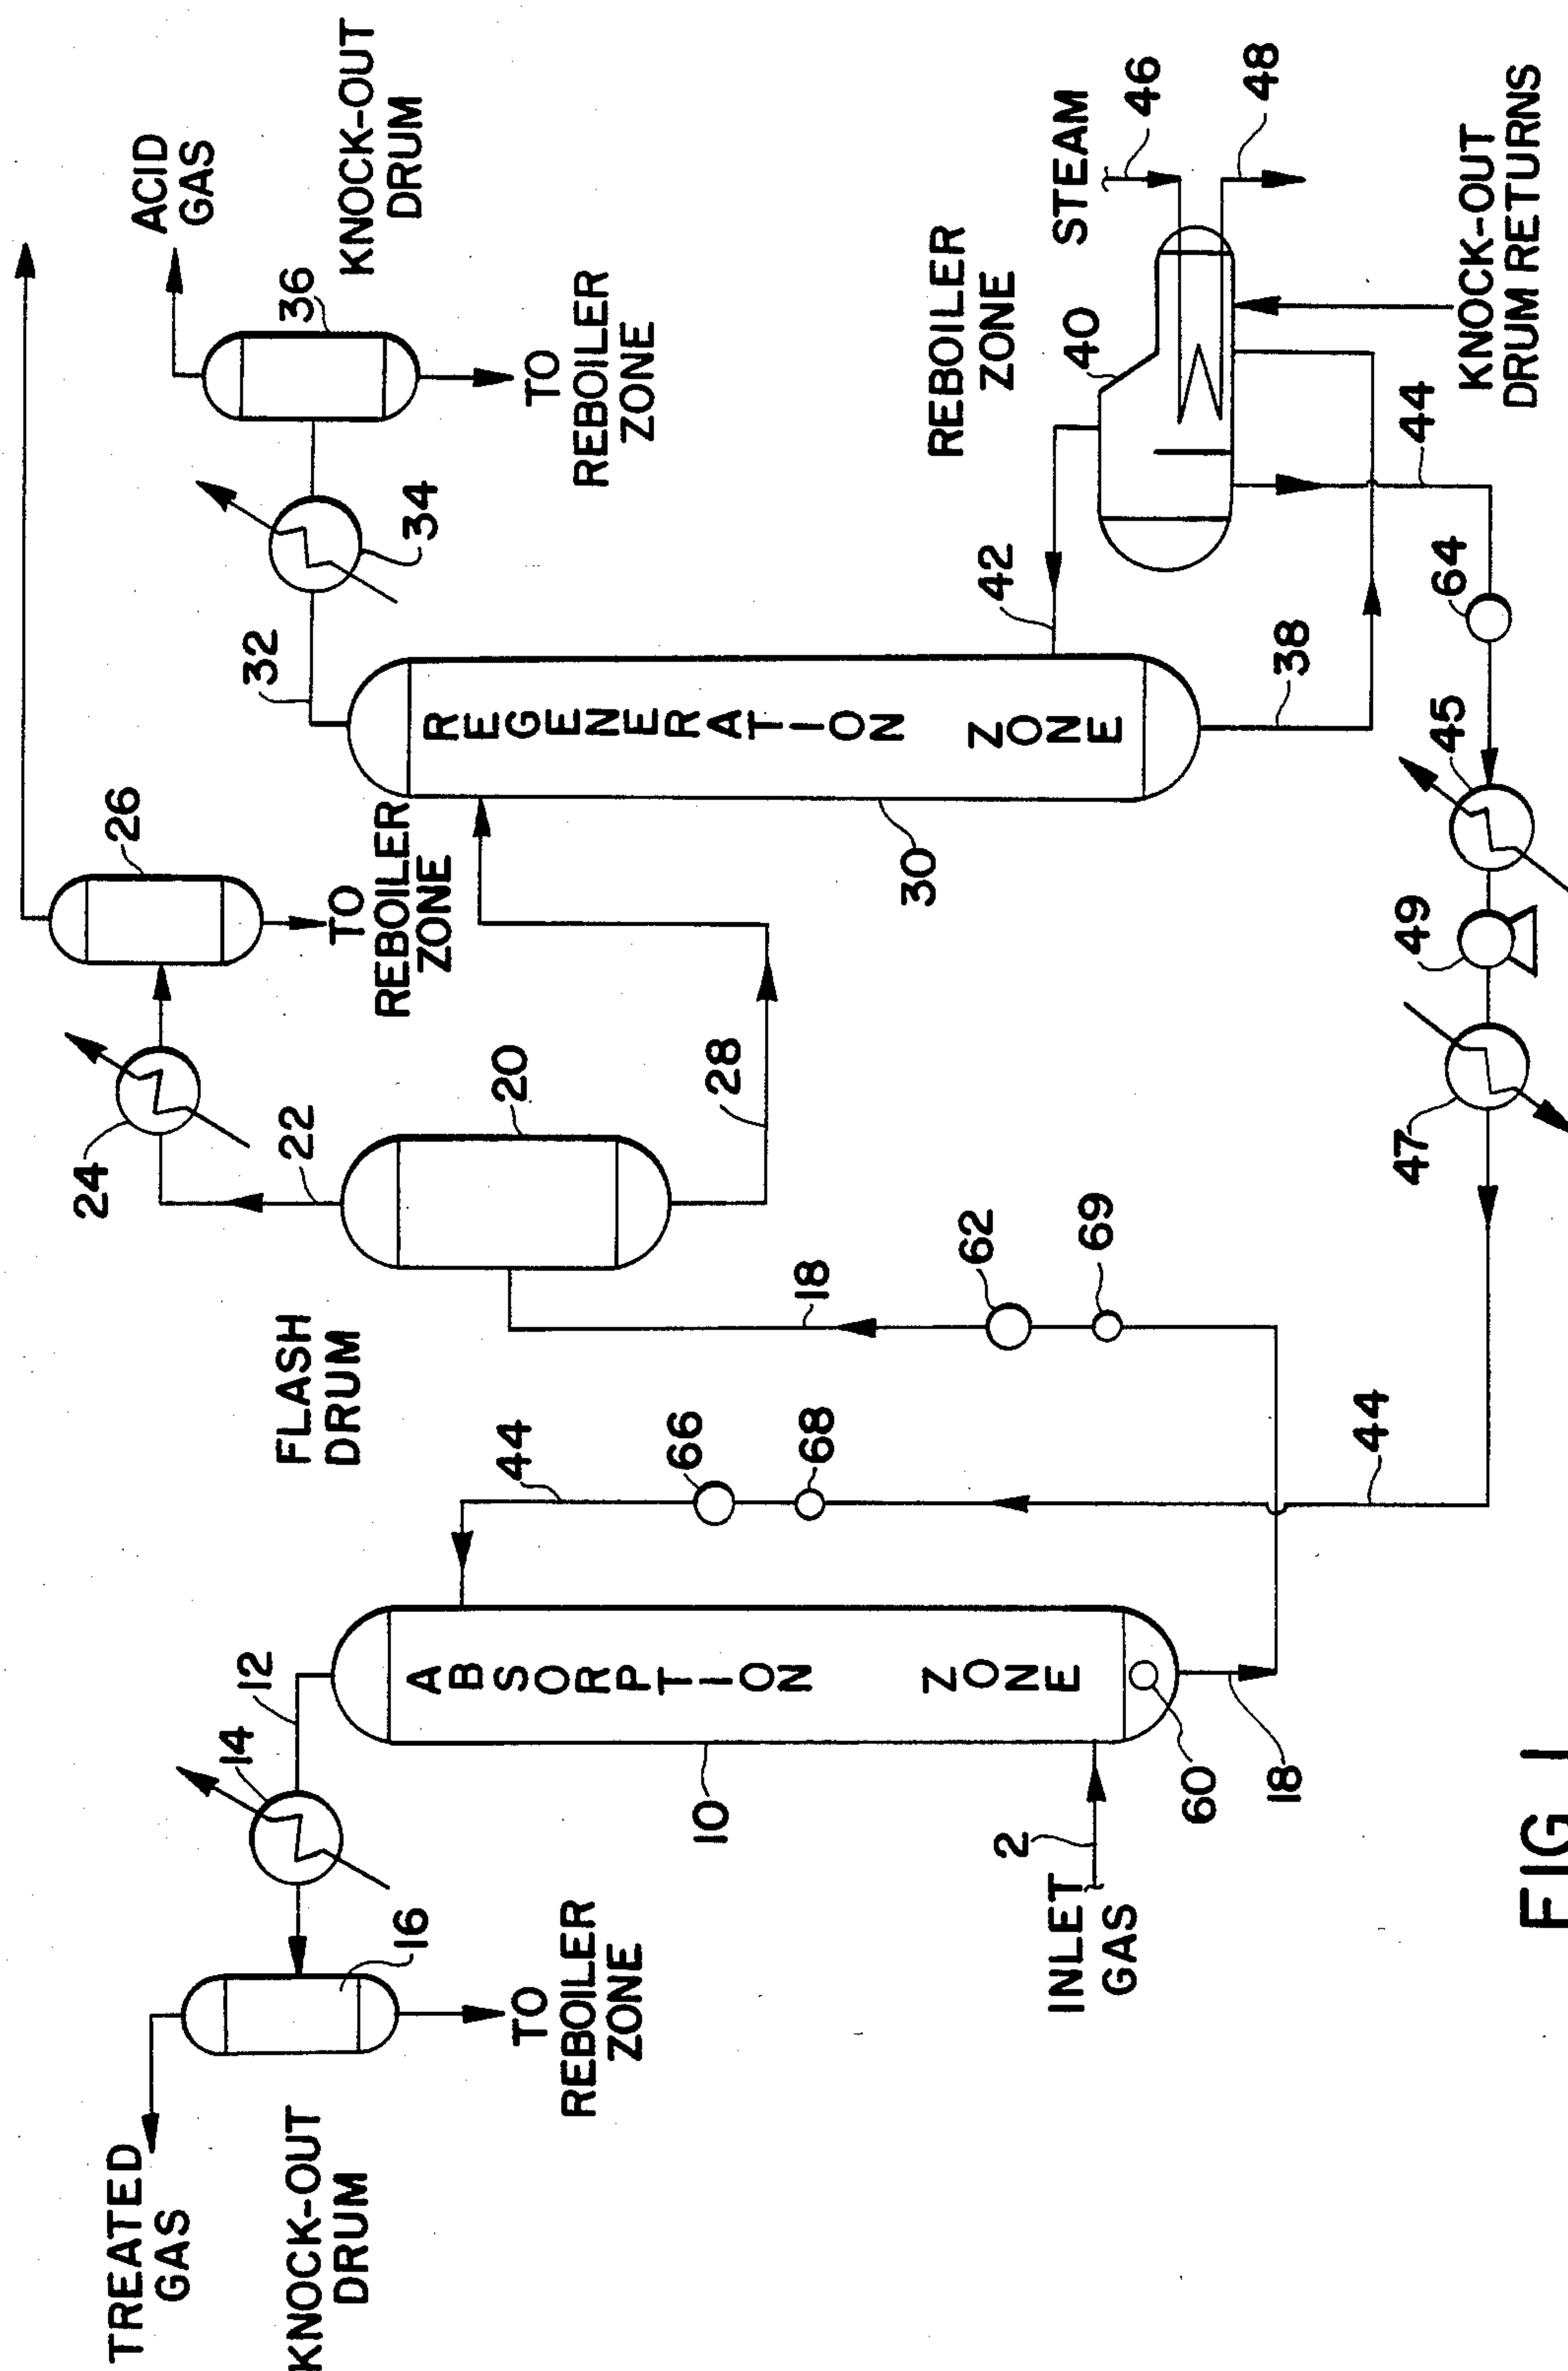 TREATED
GAS
KNOCK-OUT
DRUM
16
TO
REBOILER
ZONE
14
12
ABSORPTION ZONE
10
2
INLET
GAS
60
18
44
66
68
44
FLASH
DRUM
18
62
69
20
22
24
26
TO
REBOILER
ZONE
28
REGENERATION ZONE
30
32
34
36
ACID
GAS
KNOCK-OUT
DRUM
TO
REBOILER
ZONE
REBOILER
ZONE
40
42
38
STEAM
46
48
KNOCK-OUT
DRUM RETURNS
44
64
45
49
47
FIG. 1